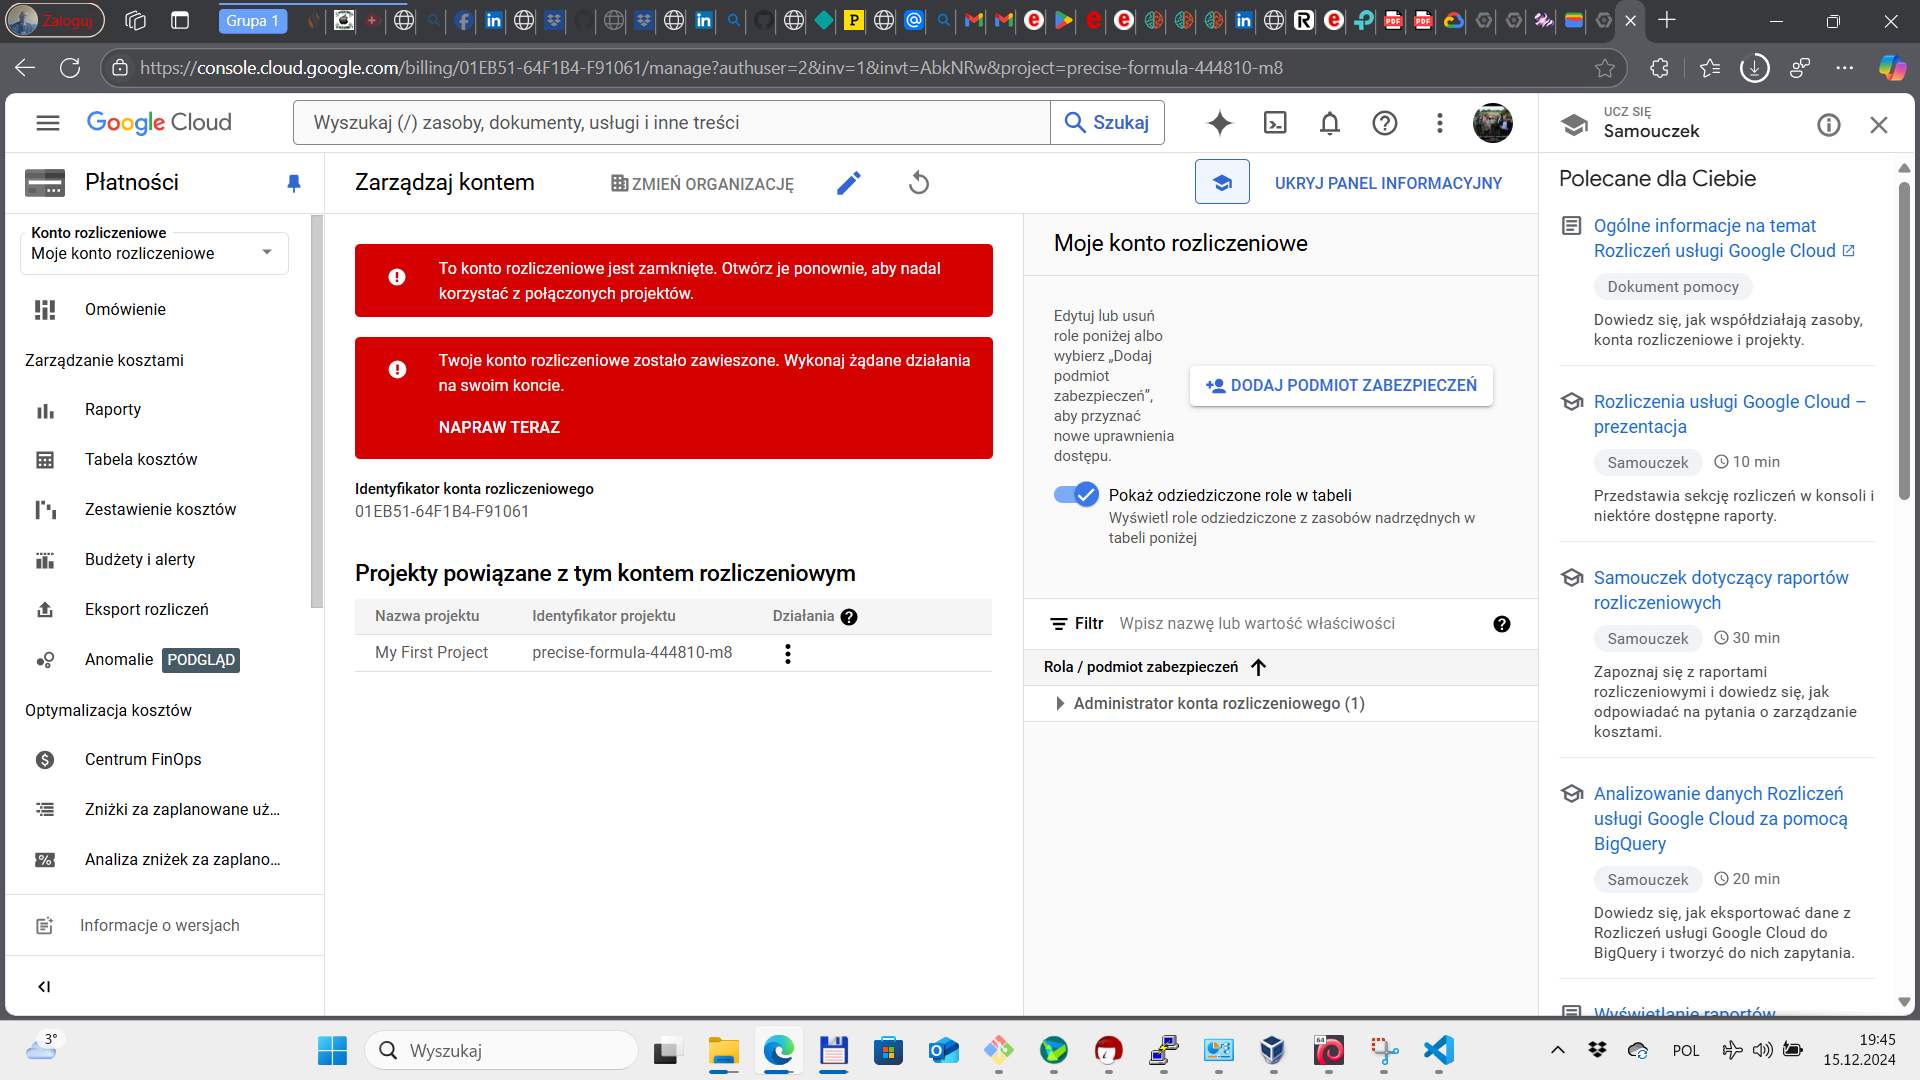 Zaloguj
Grupa 1
https://console.cloud.google.com/billing/01EB51-64F1B4-F91061/manage?authuser=2&inv=1&invt=AbkNRw&project=precise-formula-444810-m8
Google Cloud
Wyszukaj (/) zasoby, dokumenty, usługi i inne treści
Szukaj
UCZ SIĘ
Samouczek
Płatności
Konto rozliczeniowe
Moje konto rozliczeniowe
Omówienie
Zarządzanie kosztami
Raporty
Tabela kosztów
Zestawienie kosztów
Budżety i alerty
Eksport rozliczeń
Anomalie PODGLĄD
Optymalizacja kosztów
Centrum FinOps
Zniżki za zaplanowane uż...
Analiza zniżek za zaplano...
Informacje o wersjach
Zarządzaj kontem
ZMIEŃ ORGANIZACJĘ
UKRYJ PANEL INFORMACYJNY
To konto rozliczeniowe jest zamknięte. Otwórz je ponownie, aby nadal
korzystać z połączonych projektów.
Twoje konto rozliczeniowe zostało zawieszone. Wykonaj żądane działania
na swoim koncie.
NAPRAW TERAZ
Identyfikator konta rozliczeniowego
01EB51-64F1B4-F91061
Projekty powiązane z tym kontem rozliczeniowym
Nazwa projektu Identyfikator projektu Działania
My First Project precise-formula-444810-m8
Moje konto rozliczeniowe
Edytuj lub usuń
role poniżej albo
wybierz „Dodaj
podmiot
zabezpieczeń”,
aby przyznać
nowe uprawnienia
dostępu.
DODAJ PODMIOT ZABEZPIECZEŃ
Pokaż odziedziczone role w tabeli
Wyświetl role odziedziczone z zasobów nadrzędnych w
tabeli poniżej
Filtr Wpisz nazwę lub wartość właściwości
Rola / podmiot zabezpieczeń
Administrator konta rozliczeniowego (1)
Polecane dla Ciebie
Ogólne informacje na temat
Rozliczeń usługi Google Cloud
Dokument pomocy
Dowiedz się, jak współdziałają zasoby,
konta rozliczeniowe i projekty.
Rozliczenia usługi Google Cloud –
prezentacja
Samouczek 10 min
Przedstawia sekcję rozliczeń w konsoli i
niektóre dostępne raporty.
Samouczek dotyczący raportów
rozliczeniowych
Samouczek 30 min
Zapoznaj się z raportami
rozliczeniowymi i dowiedz się, jak
odpowiadać na pytania o zarządzanie
kosztami.
Analizowanie danych Rozliczeń
usługi Google Cloud za pomocą
BigQuery
Samouczek 20 min
Dowiedz się, jak eksportować dane z
Rozliczeń usługi Google Cloud do
BigQuery i tworzyć do nich zapytania.
Wyświetlanie raportów
3°
Wyszukaj
POL
19:45
15.12.2024